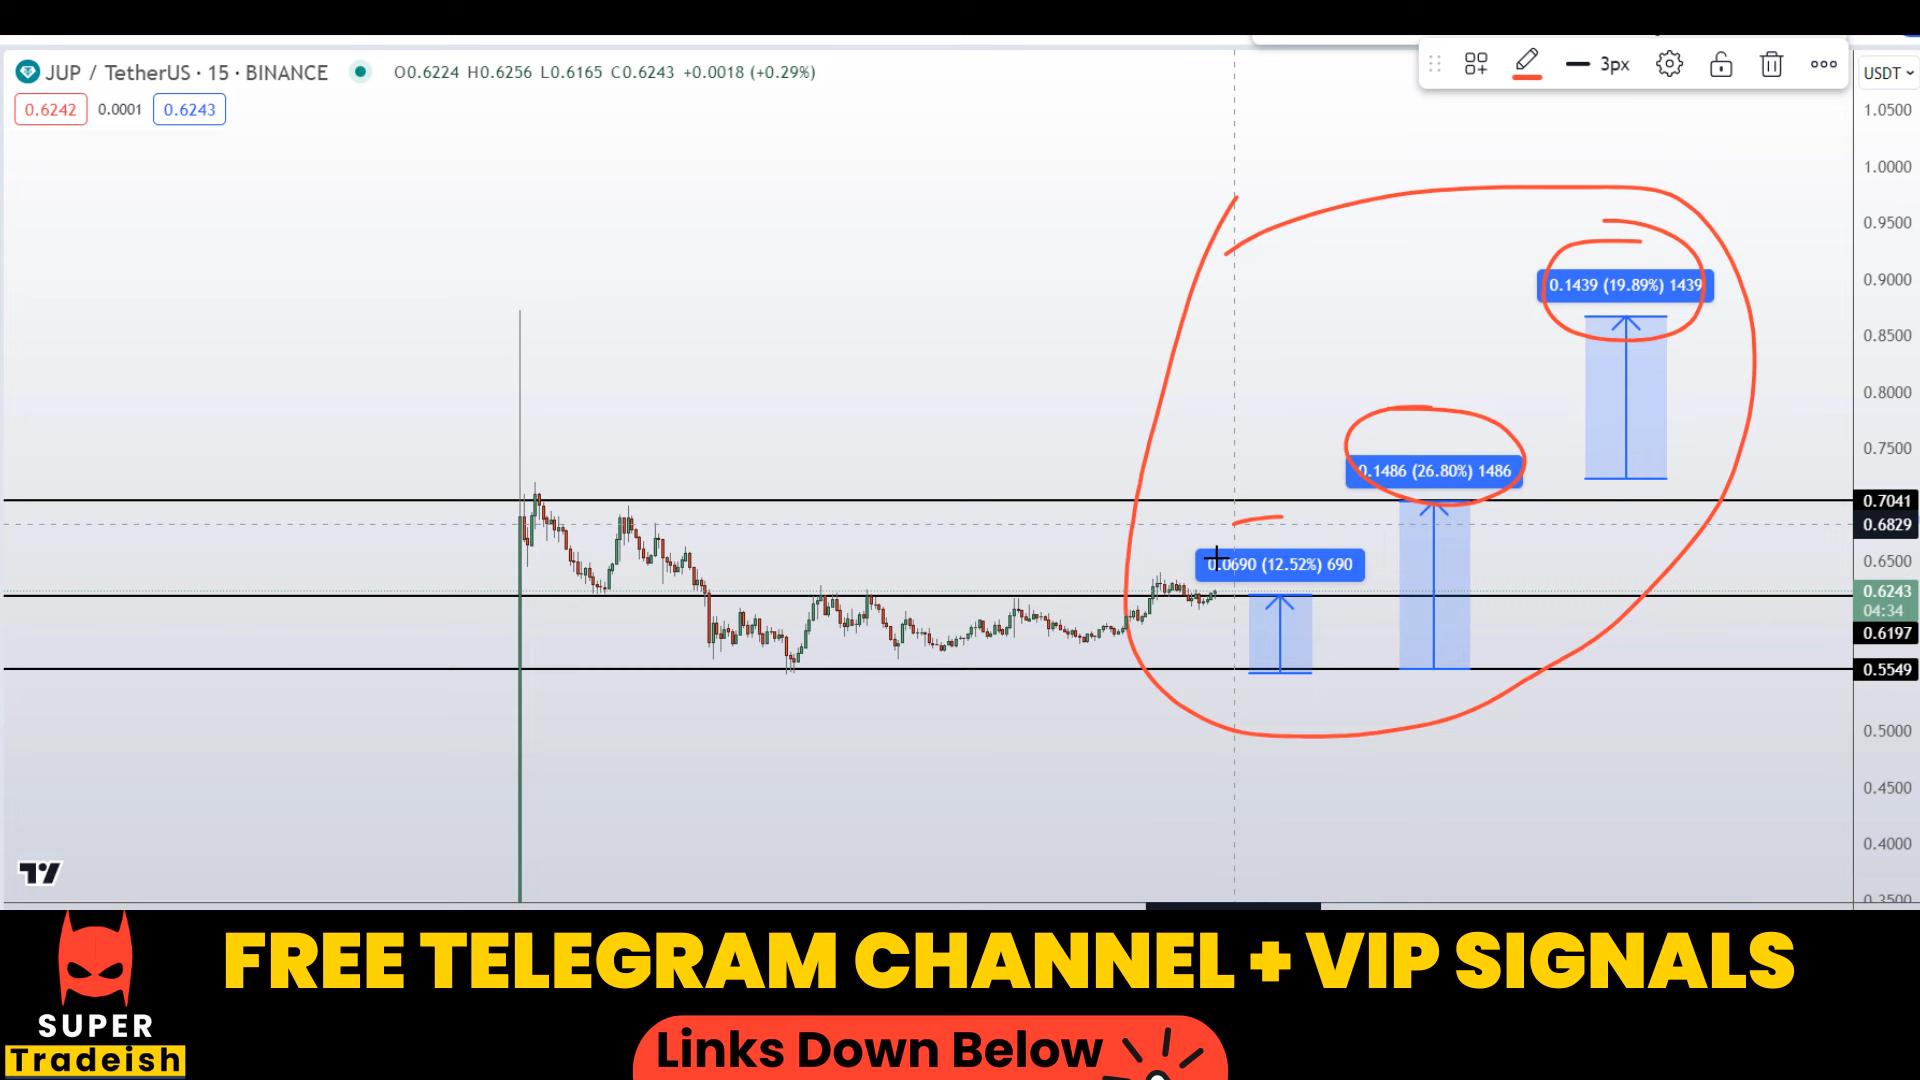 JUP / TetherUS · 15 · BINANCE O0.6224 H0.6256 L0.6165 C0.6243 +0.0018 (+0.29%)
3px
USDT
0.6242 0.0001 0.6243
1.0500
1.0000
0.9500
0.9000
0.1439 (19.89%) 1439
0.8500
0.8000
0.7500
0.1486 (26.80%) 1486
0.7041
0.6829
0.6500
0.0690 (12.52%) 690
0.6243
04:34
0.6197
0.5549
0.5000
0.4500
0.4000
0.3500
FREE TELEGRAM CHANNEL + VIP SIGNALS
SUPER
Tradeish
Links Down Below